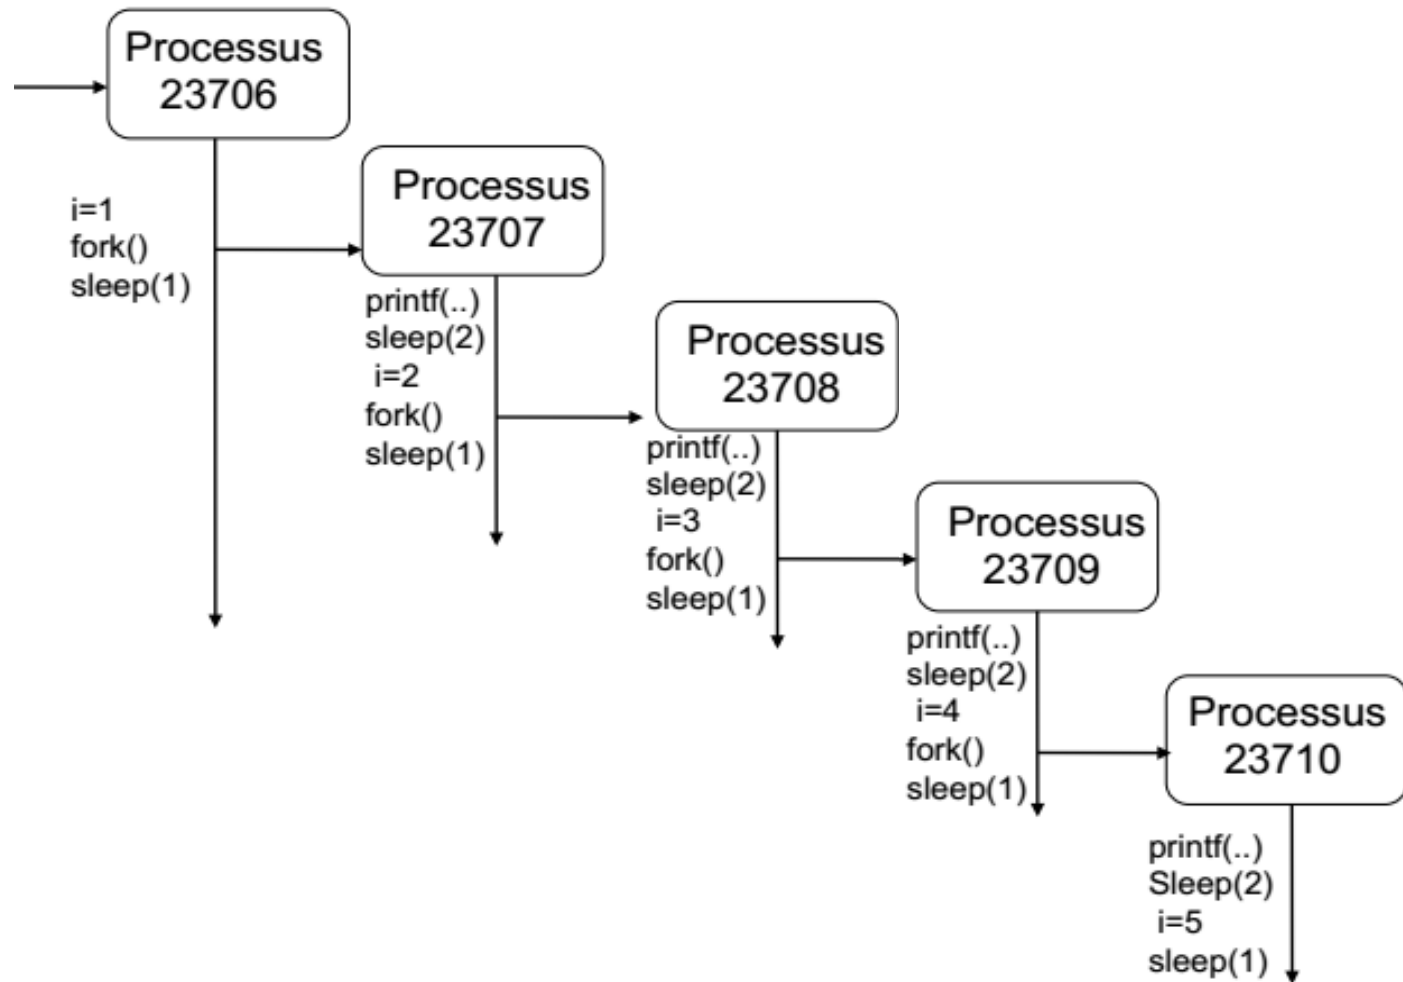 Processus
23706
i=1
fork()
sleep(1)
Processus
23707
printf(..)
sleep(2)
i=2
fork()
sleep(1)
Processus
23708
printf(..)
sleep(2)
i=3
fork()
sleep(1)
Processus
23709
printf(..)
sleep(2)
i=4
fork()
sleep(1)
Processus
23710
printf(..)
Sleep(2)
i=5
sleep(1)